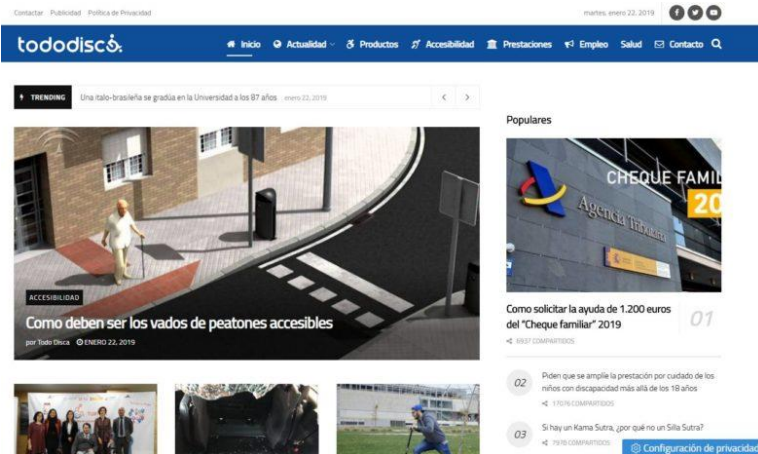 Contactar Publicidad Política de Privacidad
martes, enero 22, 2019
tododisca
Inicio Actualidad Productos Accesibilidad Prestaciones Empleo Salud Contacto
TRENDING Una italo-brasileña se gradúa en la Universidad a los 87 años enero 22, 2019
ACCESIBILIDAD
Como deben ser los vados de peatones accesibles
por Todo Disca ENERO 22, 2019
Populares
CHEQUE FAMIL
20
Agencia Tributaria
Como solicitar la ayuda de 1.200 euros
del "Cheque familiar" 2019
01
6937 COMPARTIDOS
02
Piden que se amplíe la prestación por cuidado de los
niños con discapacidad más allá de los 18 años
17076 COMPARTIDOS
03
Si hay un Kama Sutra, ¿por qué no un Silla Sutra?
7978 COMPARTIDOS
Configuración de privacidad